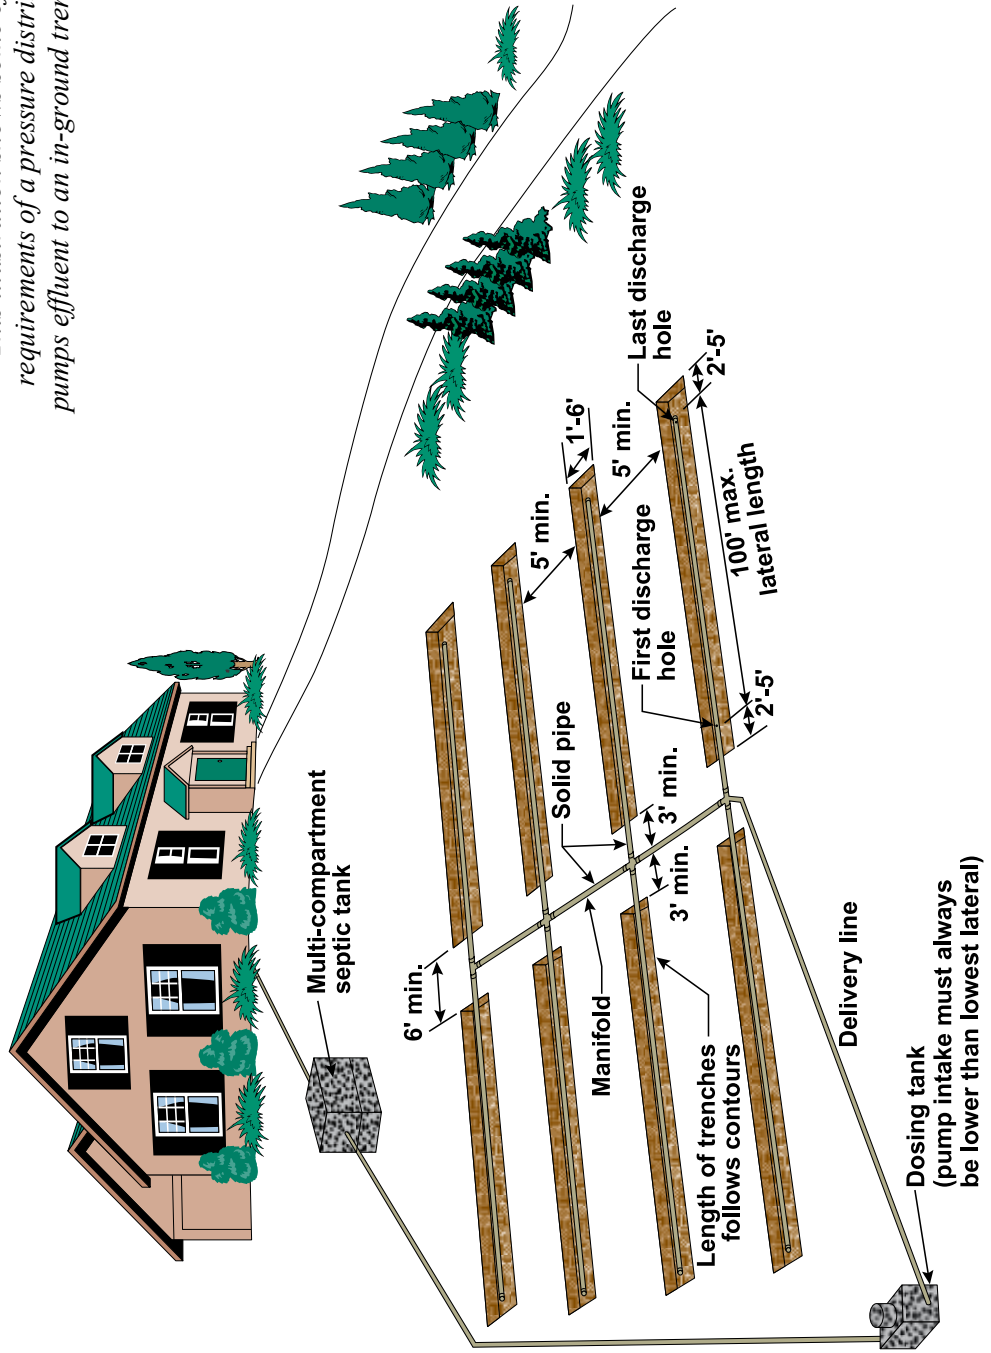 requirements of a pressure distri
pumps effluent to an in-ground tren
Multi-compartment
septic tank
6' min.
5' min.
1'-6'
5' min.
Last discharge
hole
2'-5'
100' max.
lateral length
First discharge
hole
2'-5'
Solid pipe
3' min.
3' min.
Manifold
Length of trenches
follows contours
Delivery line
Dosing tank
(pump intake must always
be lower than lowest lateral)